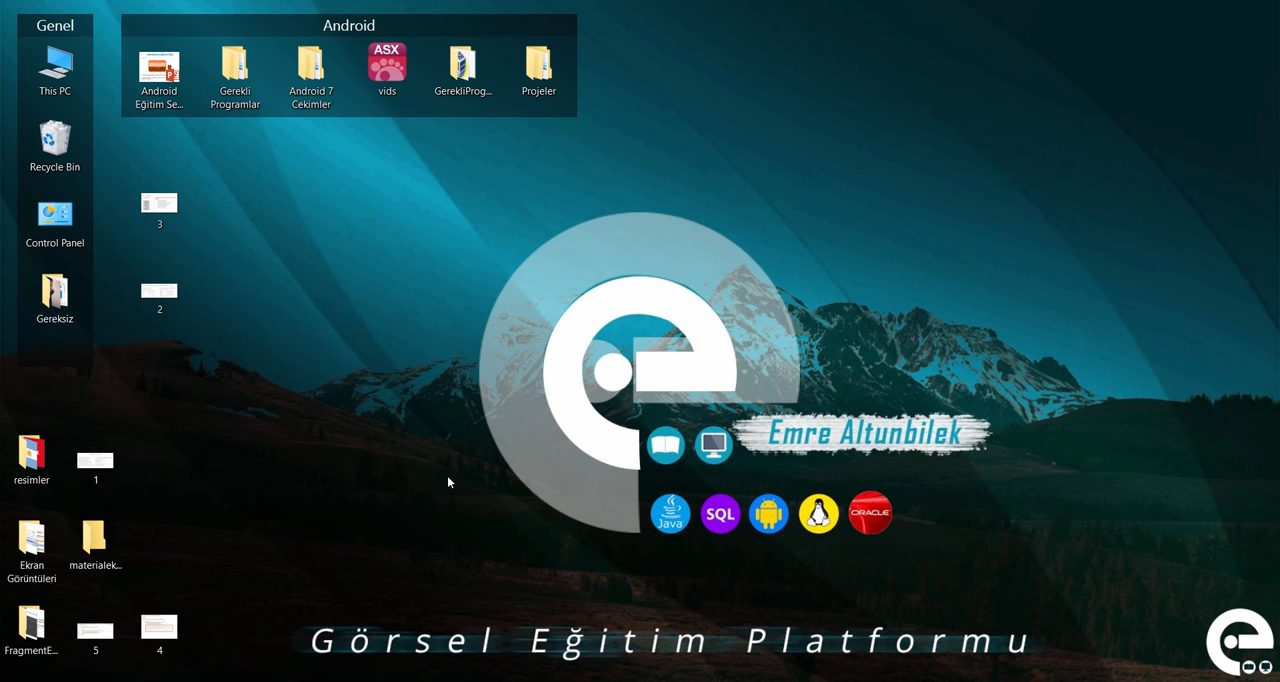 Genel
This PC
Recycle Bin
Control Panel
Gereksiz
Android
Android
Eğitim Se...
Gerekli
Programlar
Android 7
Cekimler
ASX
vids
GerekliProg...
Projeler
3
2
resimler
1
Ekran
Görüntüleri
materialek...
FragmentE...
5
4
Emre Altunbilek
Java
SQL
ORACLE
Görsel Eğitim Platformu